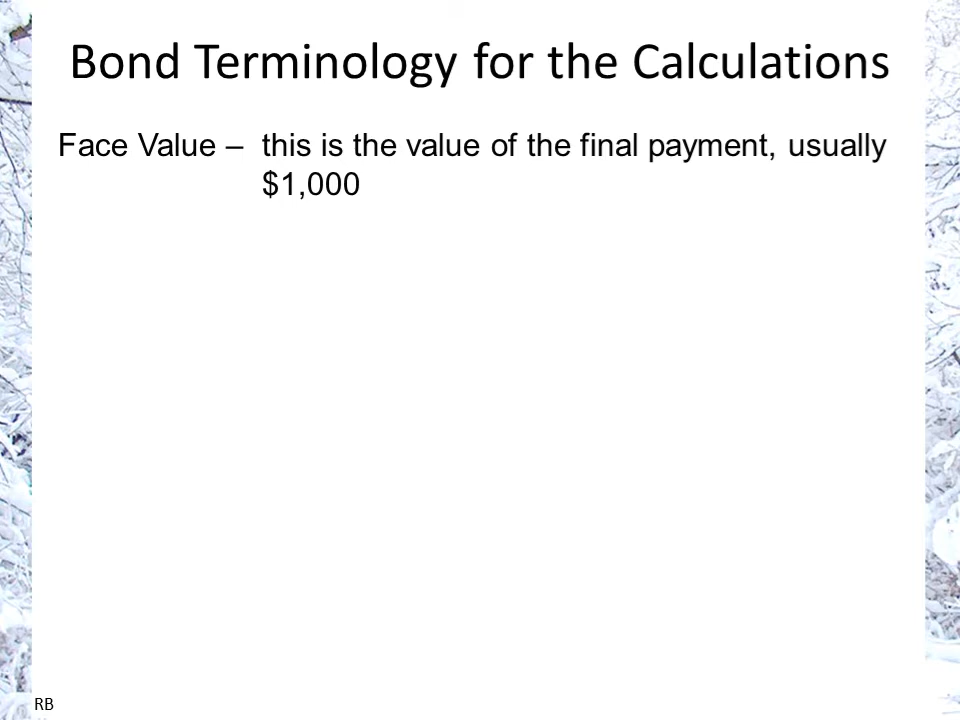 Bond Terminology for the Calculations
Face Value – this is the value of the final payment, usually
$1,000
RB